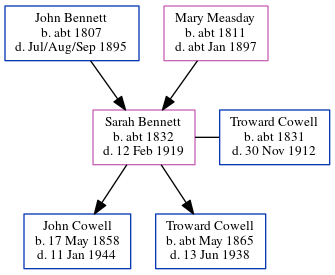 John Bennett
b. abt 1807
d. Jul/Aug/Sep 1895
Mary Measday
b. abt 1811
d. abt Jan 1897
Sarah Bennett
b. abt 1832
d. 12 Feb 1919
Troward Cowell
b. abt 1831
d. 30 Nov 1912
John Cowell
b. 17 May 1858
d. 11 Jan 1944
Troward Cowell
b. abt May 1865
d. 13 Jun 1938